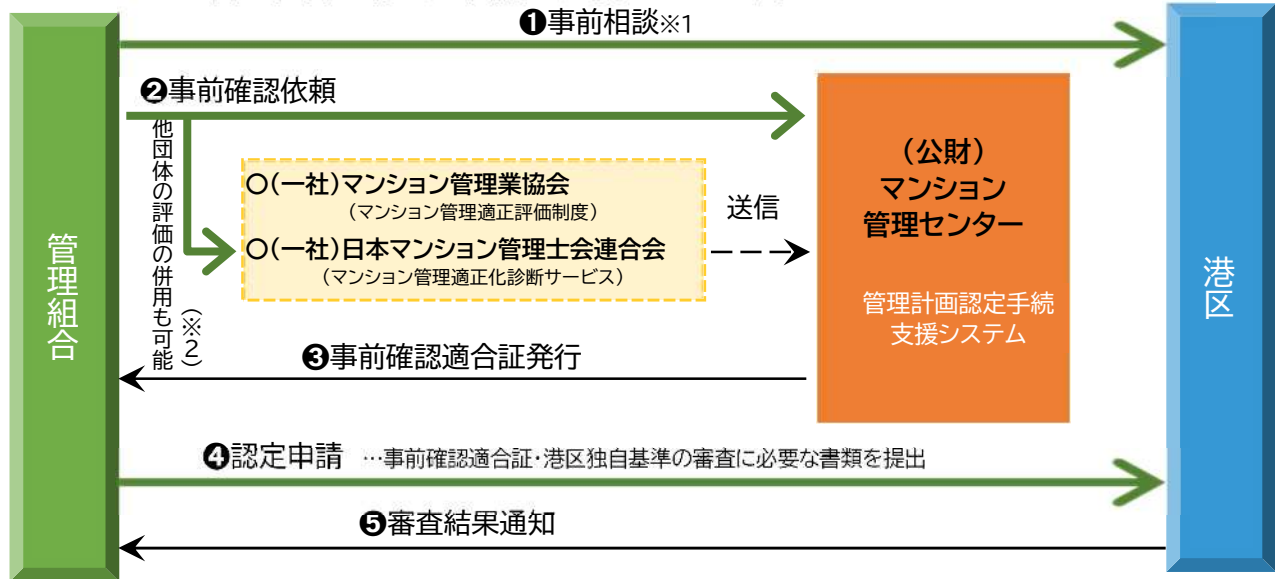 ❶事前相談※1
❷事前確認依頼
他団体の評価の併用も可能
(※2)
〇(一社)マンション管理業協会
(マンション管理適正評価制度)
〇(一社)日本マンション管理士会連合会
(マンション管理適正化診断サービス)
送信
(公財)
マンション
管理センター
管理計画認定手続
支援システム
管理組合
港区
❸事前確認適合証発行
❹認定申請 …事前確認適合証・港区独自基準の審査に必要な書類を提出
❺審査結果通知